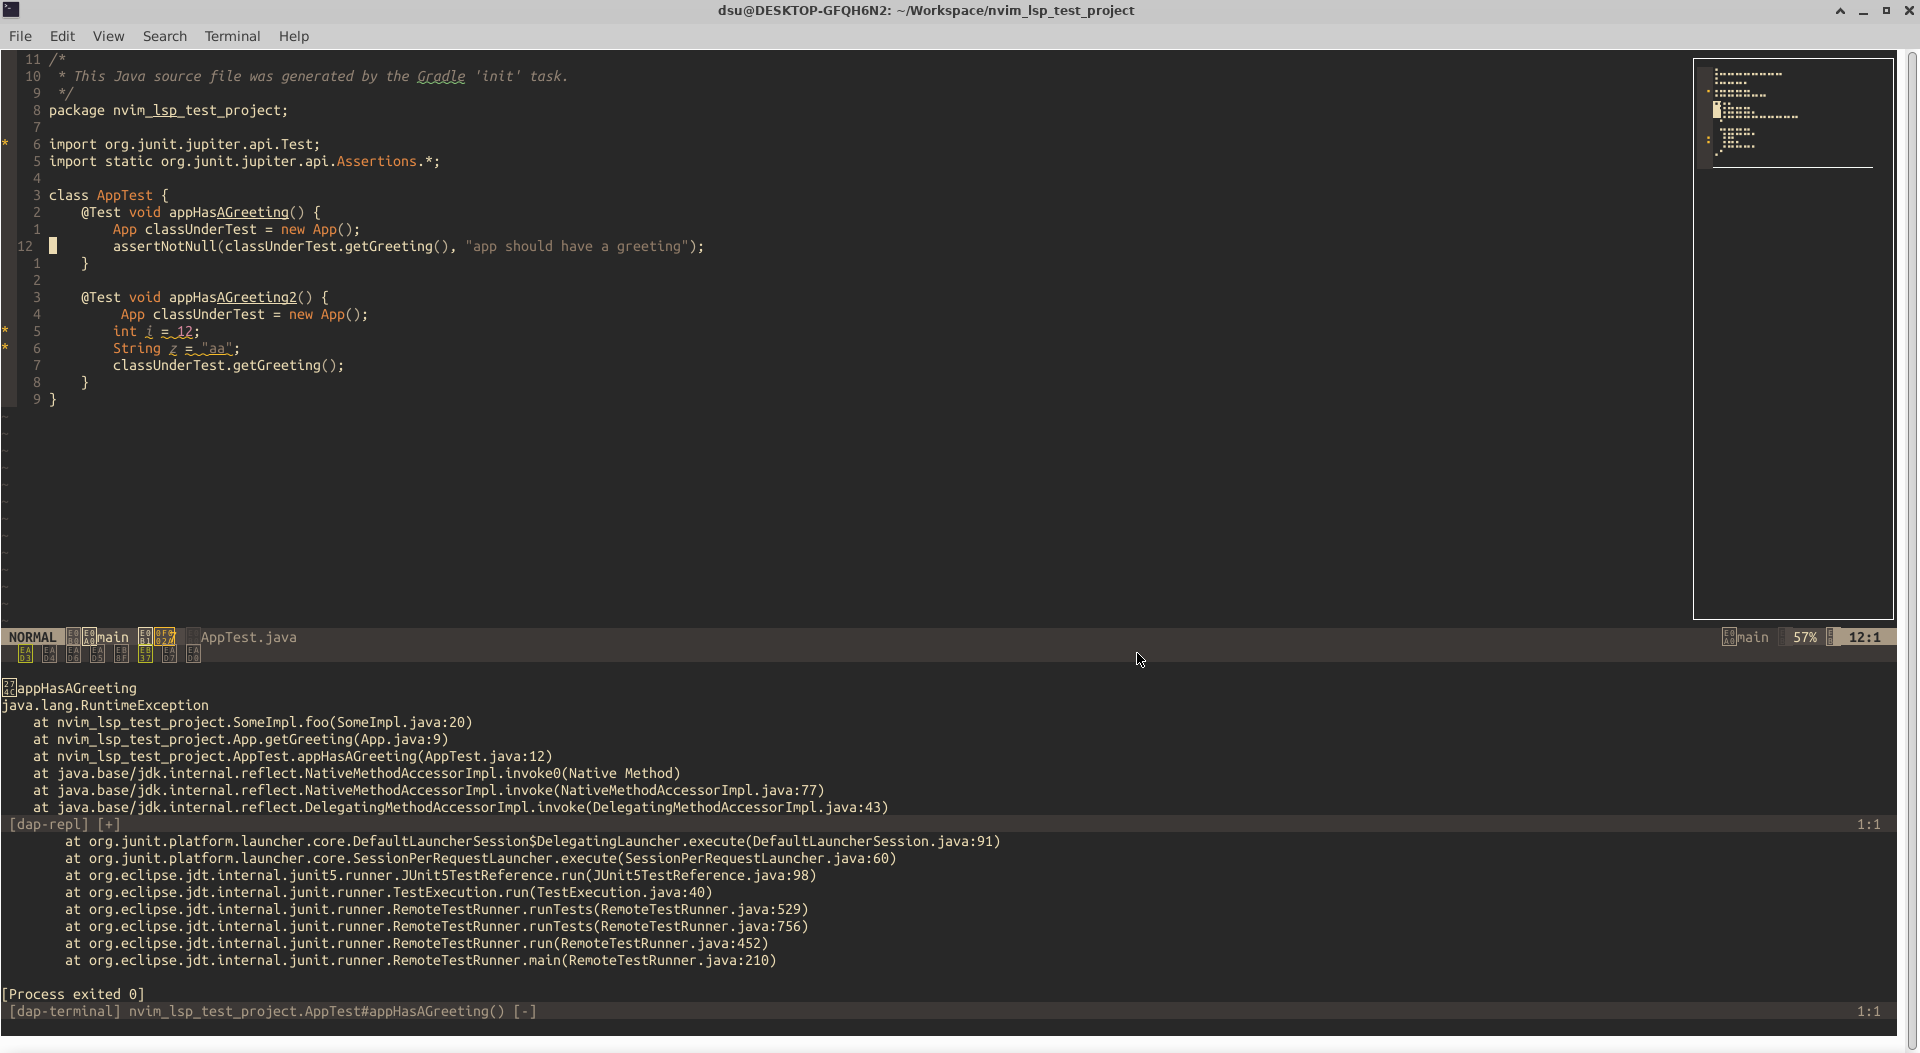 dsu@DESKTOP-GFQH6N2: ~/Workspace/nvim_lsp_test_project
File Edit View Search Terminal Help
11 /*
10  * This Java source file was generated by the Gradle 'init' task.
9  */
8 package nvim_lsp_test_project;
7
* 6 import org.junit.jupiter.api.Test;
5 import static org.junit.jupiter.api.Assertions.*;
4
3 class AppTest {
2     @Test void appHasAGreeting() {
1         App classUnderTest = new App();
12         assertNotNull(classUnderTest.getGreeting(), "app should have a greeting");
1     }
2
3     @Test void appHasAGreeting2() {
4          App classUnderTest = new App();
* 5         int i = 12;
* 6         String z = "aa";
7         classUnderTest.getGreeting();
8     }
9 }
~
~
~
~
~
~
~
~
~
~
~
~
~
NORMAL main AppTest.java main 57% 12:1
appHasAGreeting
java.lang.RuntimeException
    at nvim_lsp_test_project.SomeImpl.foo(SomeImpl.java:20)
    at nvim_lsp_test_project.App.getGreeting(App.java:9)
    at nvim_lsp_test_project.AppTest.appHasAGreeting(AppTest.java:12)
    at java.base/jdk.internal.reflect.NativeMethodAccessorImpl.invoke0(Native Method)
    at java.base/jdk.internal.reflect.NativeMethodAccessorImpl.invoke(NativeMethodAccessorImpl.java:77)
    at java.base/jdk.internal.reflect.DelegatingMethodAccessorImpl.invoke(DelegatingMethodAccessorImpl.java:43)
[dap-repl] [+] 1:1
        at org.junit.platform.launcher.core.DefaultLauncherSession$DelegatingLauncher.execute(DefaultLauncherSession.java:91)
        at org.junit.platform.launcher.core.SessionPerRequestLauncher.execute(SessionPerRequestLauncher.java:60)
        at org.eclipse.jdt.internal.junit5.runner.JUnit5TestReference.run(JUnit5TestReference.java:98)
        at org.eclipse.jdt.internal.junit.runner.TestExecution.run(TestExecution.java:40)
        at org.eclipse.jdt.internal.junit.runner.RemoteTestRunner.runTests(RemoteTestRunner.java:529)
        at org.eclipse.jdt.internal.junit.runner.RemoteTestRunner.runTests(RemoteTestRunner.java:756)
        at org.eclipse.jdt.internal.junit.runner.RemoteTestRunner.run(RemoteTestRunner.java:452)
        at org.eclipse.jdt.internal.junit.runner.RemoteTestRunner.main(RemoteTestRunner.java:210)
[Process exited 0]
[dap-terminal] nvim_lsp_test_project.AppTest#appHasAGreeting() [-] 1:1